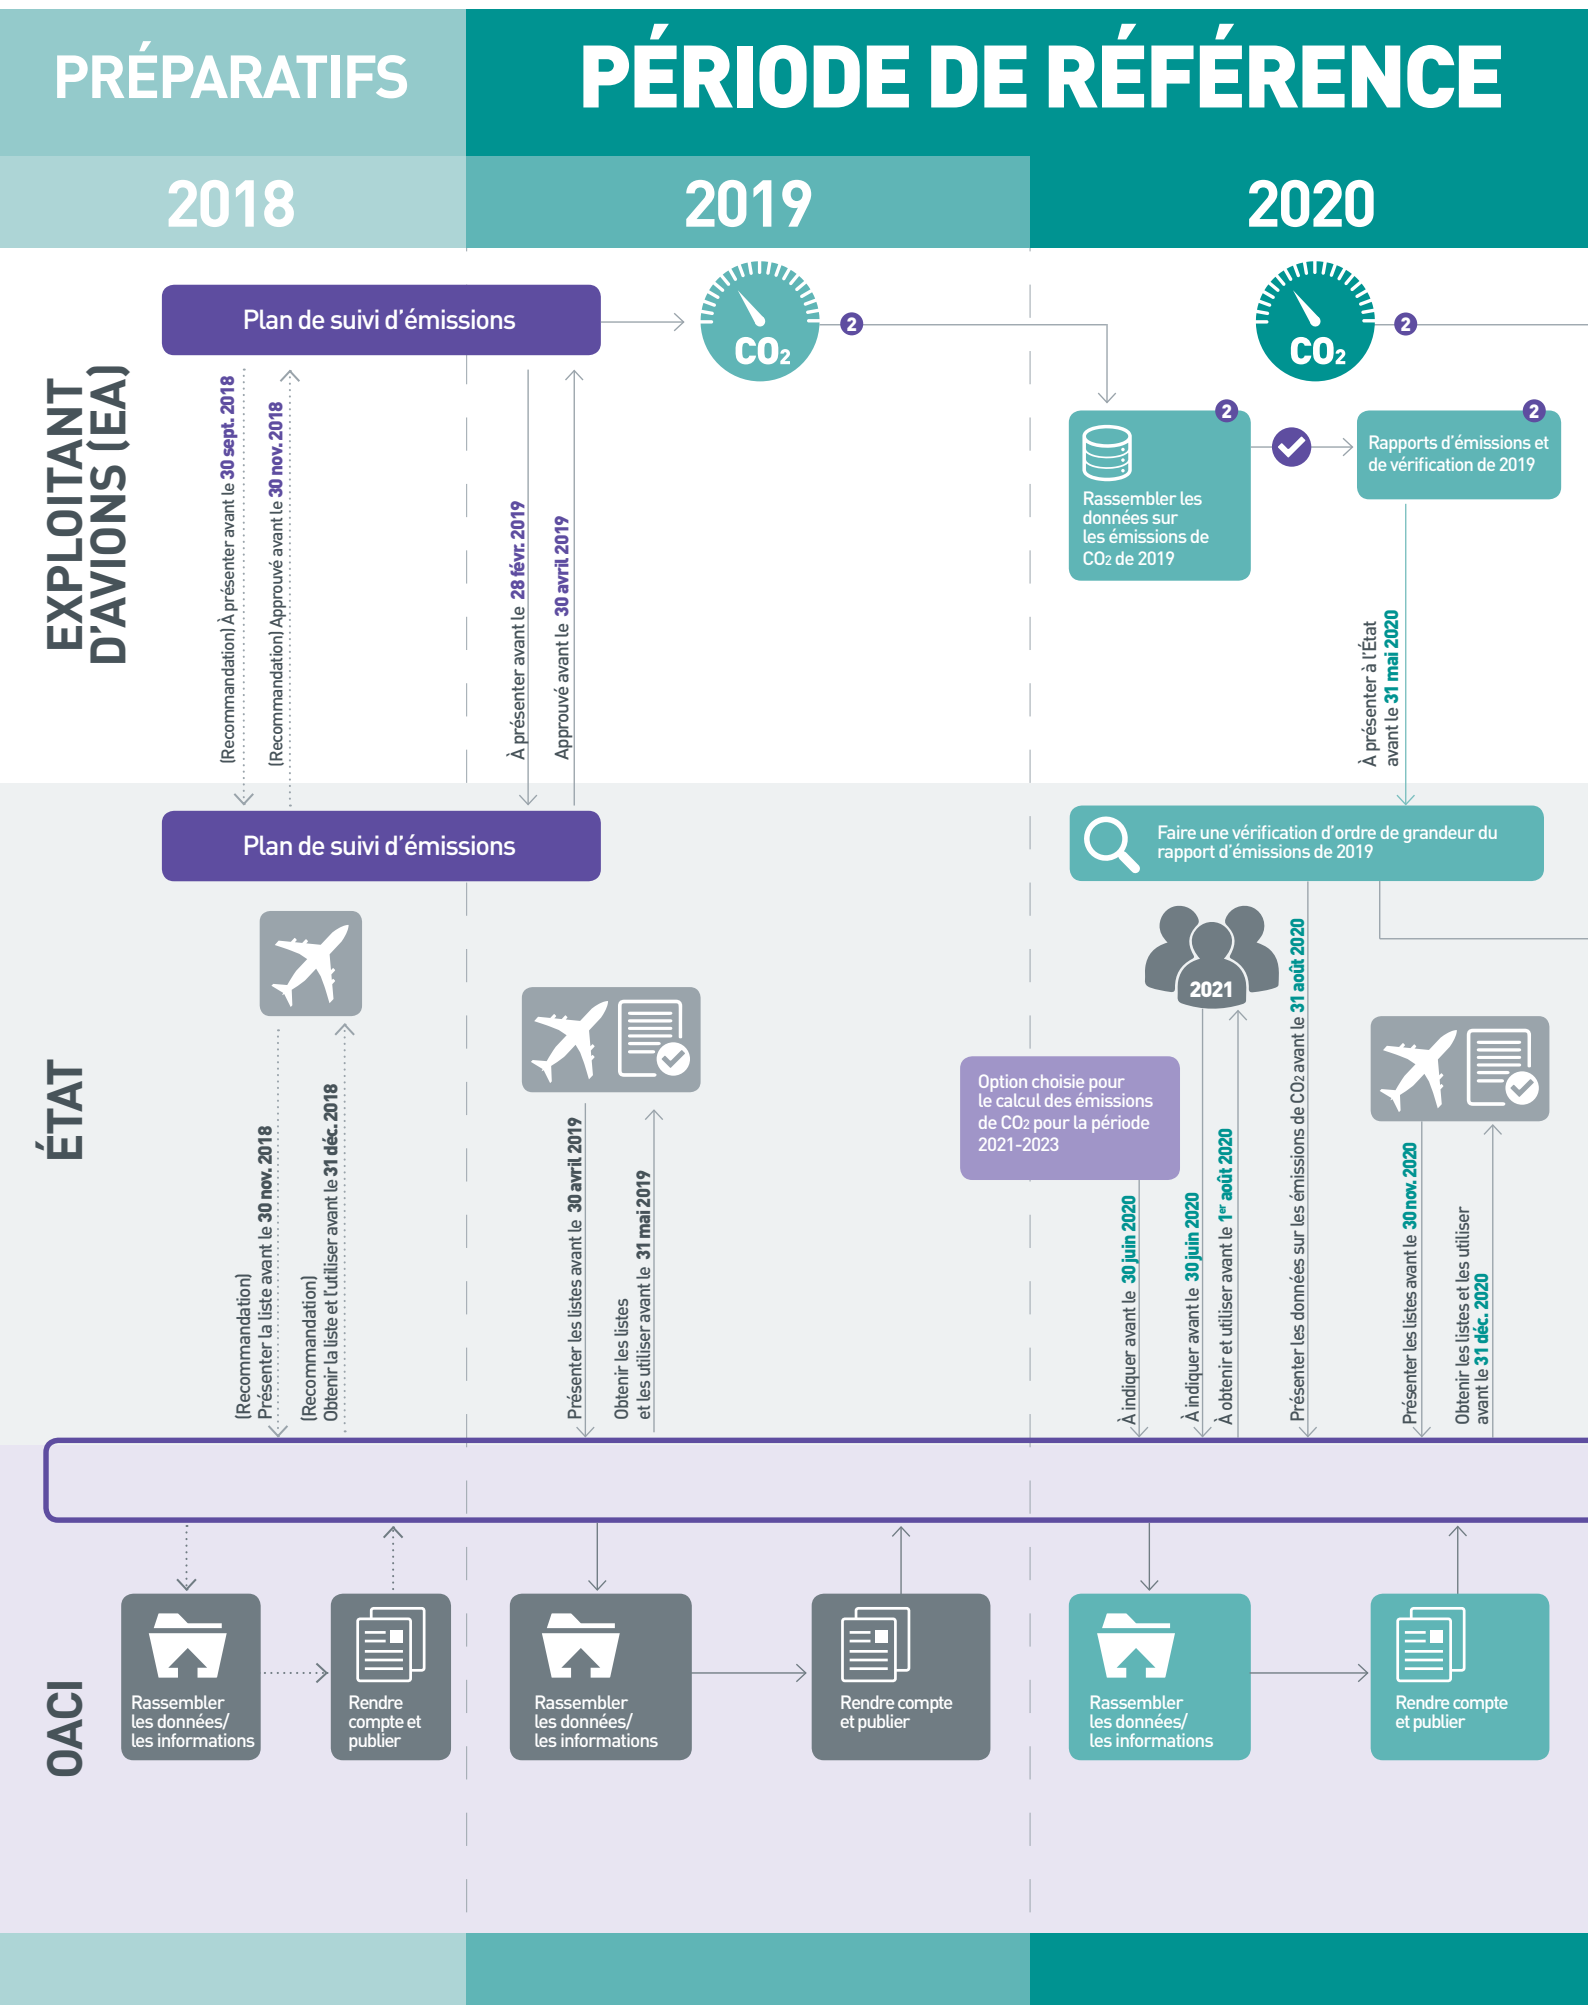 PRÉPARATIFS
PÉRIODE DE RÉFÉRENCE
2018
2019
2020
EXPLOITANT
D'AVIONS (EA)
Plan de suivi d'émissions
CO2
2
CO2
2
(Recommandation) À présenter avant le 30 sept. 2018
(Recommandation) Approuvé avant le 30 nov. 2018
À présenter avant le 28 févr. 2019
Approuvé avant le 30 avril 2019
2
Rassembler les
données sur
les émissions de
CO2 de 2019
2
Rapports d'émissions et
de vérification de 2019
À présenter à l'État
avant le 31 mai 2020
ÉTAT
Plan de suivi d'émissions
Faire une vérification d'ordre de grandeur du
rapport d'émissions de 2019
2021
(Recommandation)
Présenter la liste avant le 30 nov. 2018
(Recommandation)
Obtenir la liste et l'utiliser avant le 31 déc. 2018
Présenter les listes avant le 30 avril 2019
Obtenir les listes
et les utiliser avant le 31 mai 2019
Option choisie pour
le calcul des émissions
de CO2 pour la période
2021-2023
À indiquer avant le 30 juin 2020
À indiquer avant le 30 juin 2020
À obtenir et utiliser avant le 1er août 2020
Présenter les données sur les émissions de CO2 avant le 31 août 2020
Présenter les listes avant le 30 nov. 2020
Obtenir les listes et les utiliser
avant le 31 déc. 2020
OACI
Rassembler
les données/
les informations
Rendre
compte et
publier
Rassembler
les données/
les informations
Rendre compte
et publier
Rassembler
les données/
les informations
Rendre compte
et publier